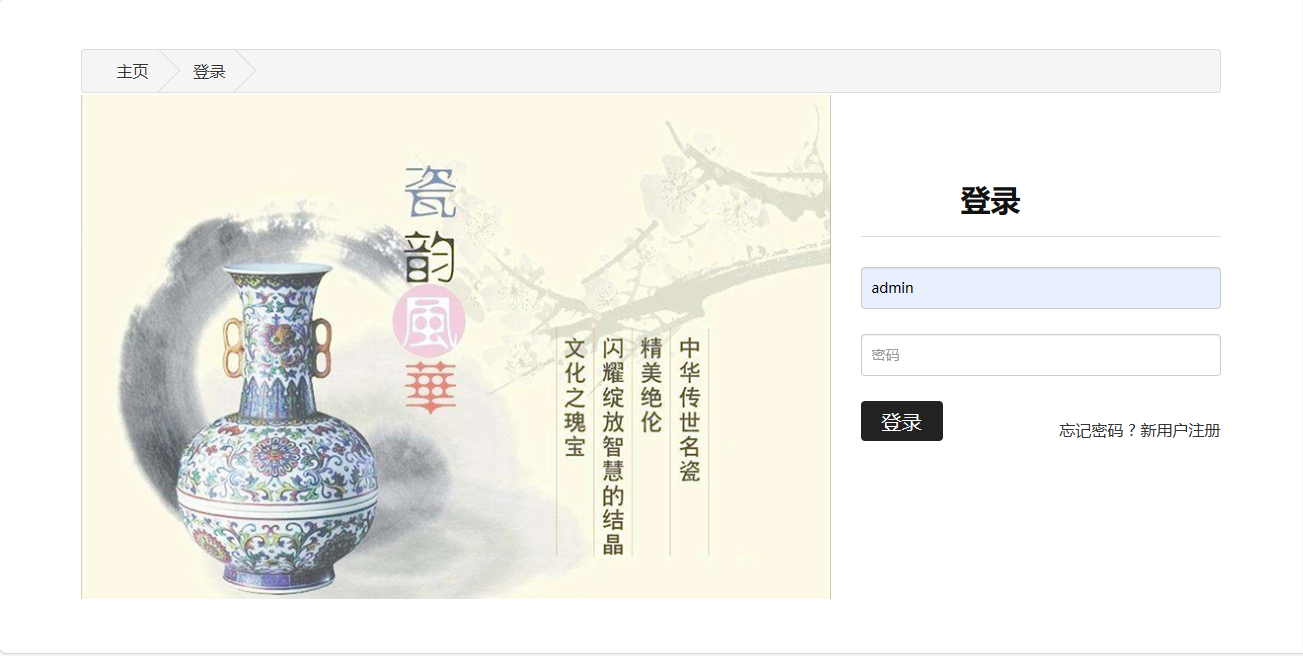 主页 登录
瓷韵風華
中华传世名瓷
精美绝伦
闪耀绽放智慧的结晶
文化之瑰宝
登录
admin
密码
登录
忘记密码？新用户注册